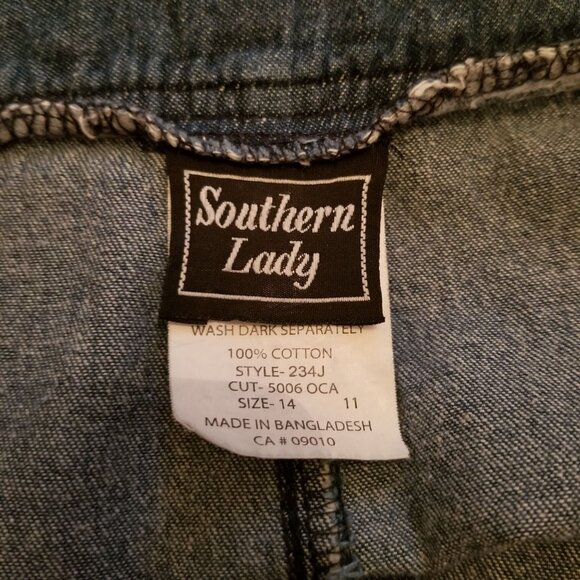 Southern
Lady
WASH DARK SEPARATELY
100% COTTON
STYLE- 234J
CUT- 5006 OCA
SIZE- 14 11
MADE IN BANGLADESH
CA # 09010